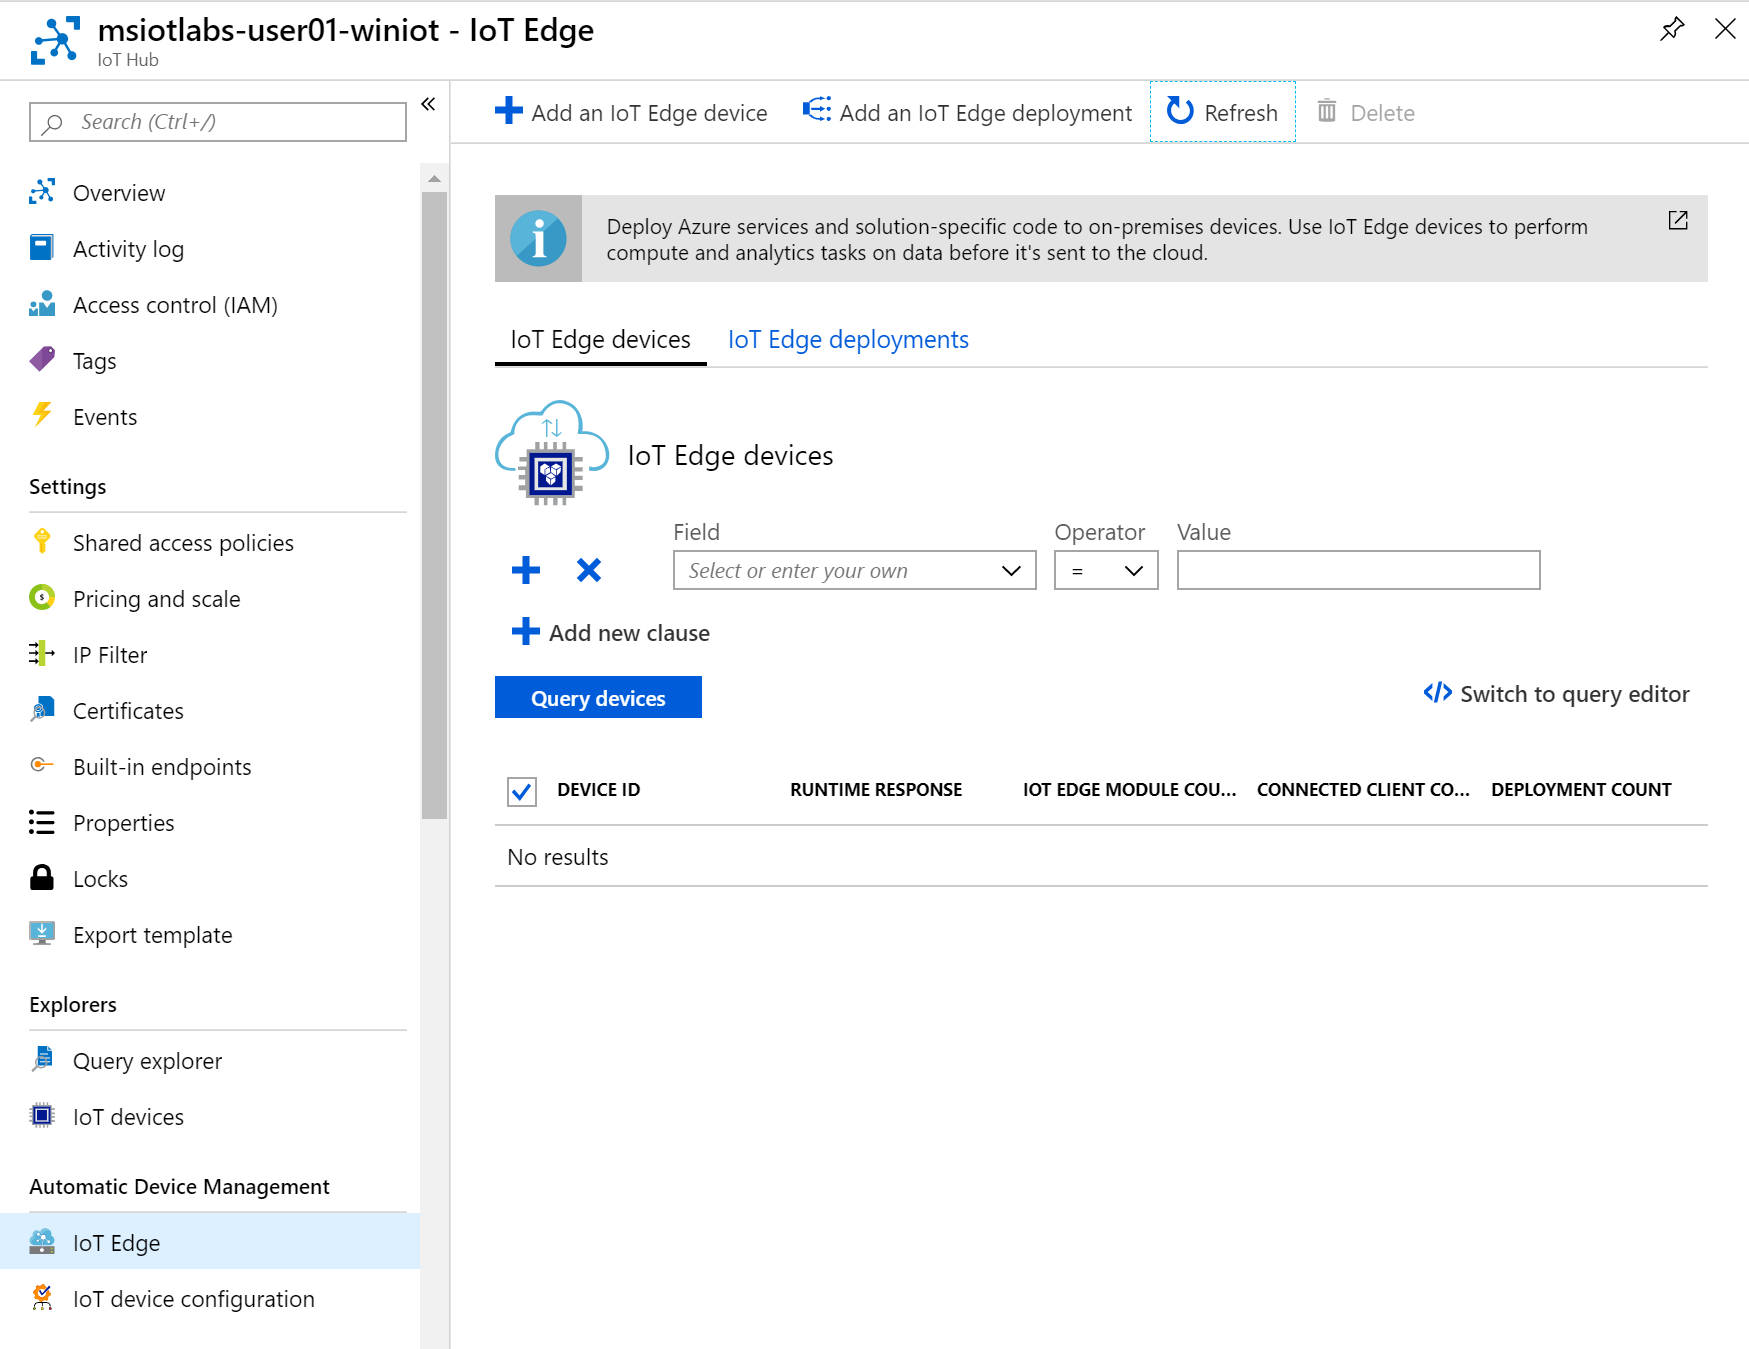 msiotlabs-user01-winiot - IoT Edge
IoT Hub
Search (Ctrl+/)
Overview
Activity log
Access control (IAM)
Tags
Events
Settings
Shared access policies
Pricing and scale
IP Filter
Certificates
Built-in endpoints
Properties
Locks
Export template
Explorers
Query explorer
IoT devices
Automatic Device Management
IoT Edge
IoT device configuration
Add an IoT Edge device
Add an IoT Edge deployment
Refresh
Delete
Deploy Azure services and solution-specific code to on-premises devices. Use IoT Edge devices to perform
compute and analytics tasks on data before it's sent to the cloud.
IoT Edge devices
IoT Edge deployments
IoT Edge devices
Field
Operator
Value
Select or enter your own
=
Add new clause
Query devices
Switch to query editor
DEVICE ID
RUNTIME RESPONSE
IOT EDGE MODULE COU...
CONNECTED CLIENT CO...
DEPLOYMENT COUNT
No results